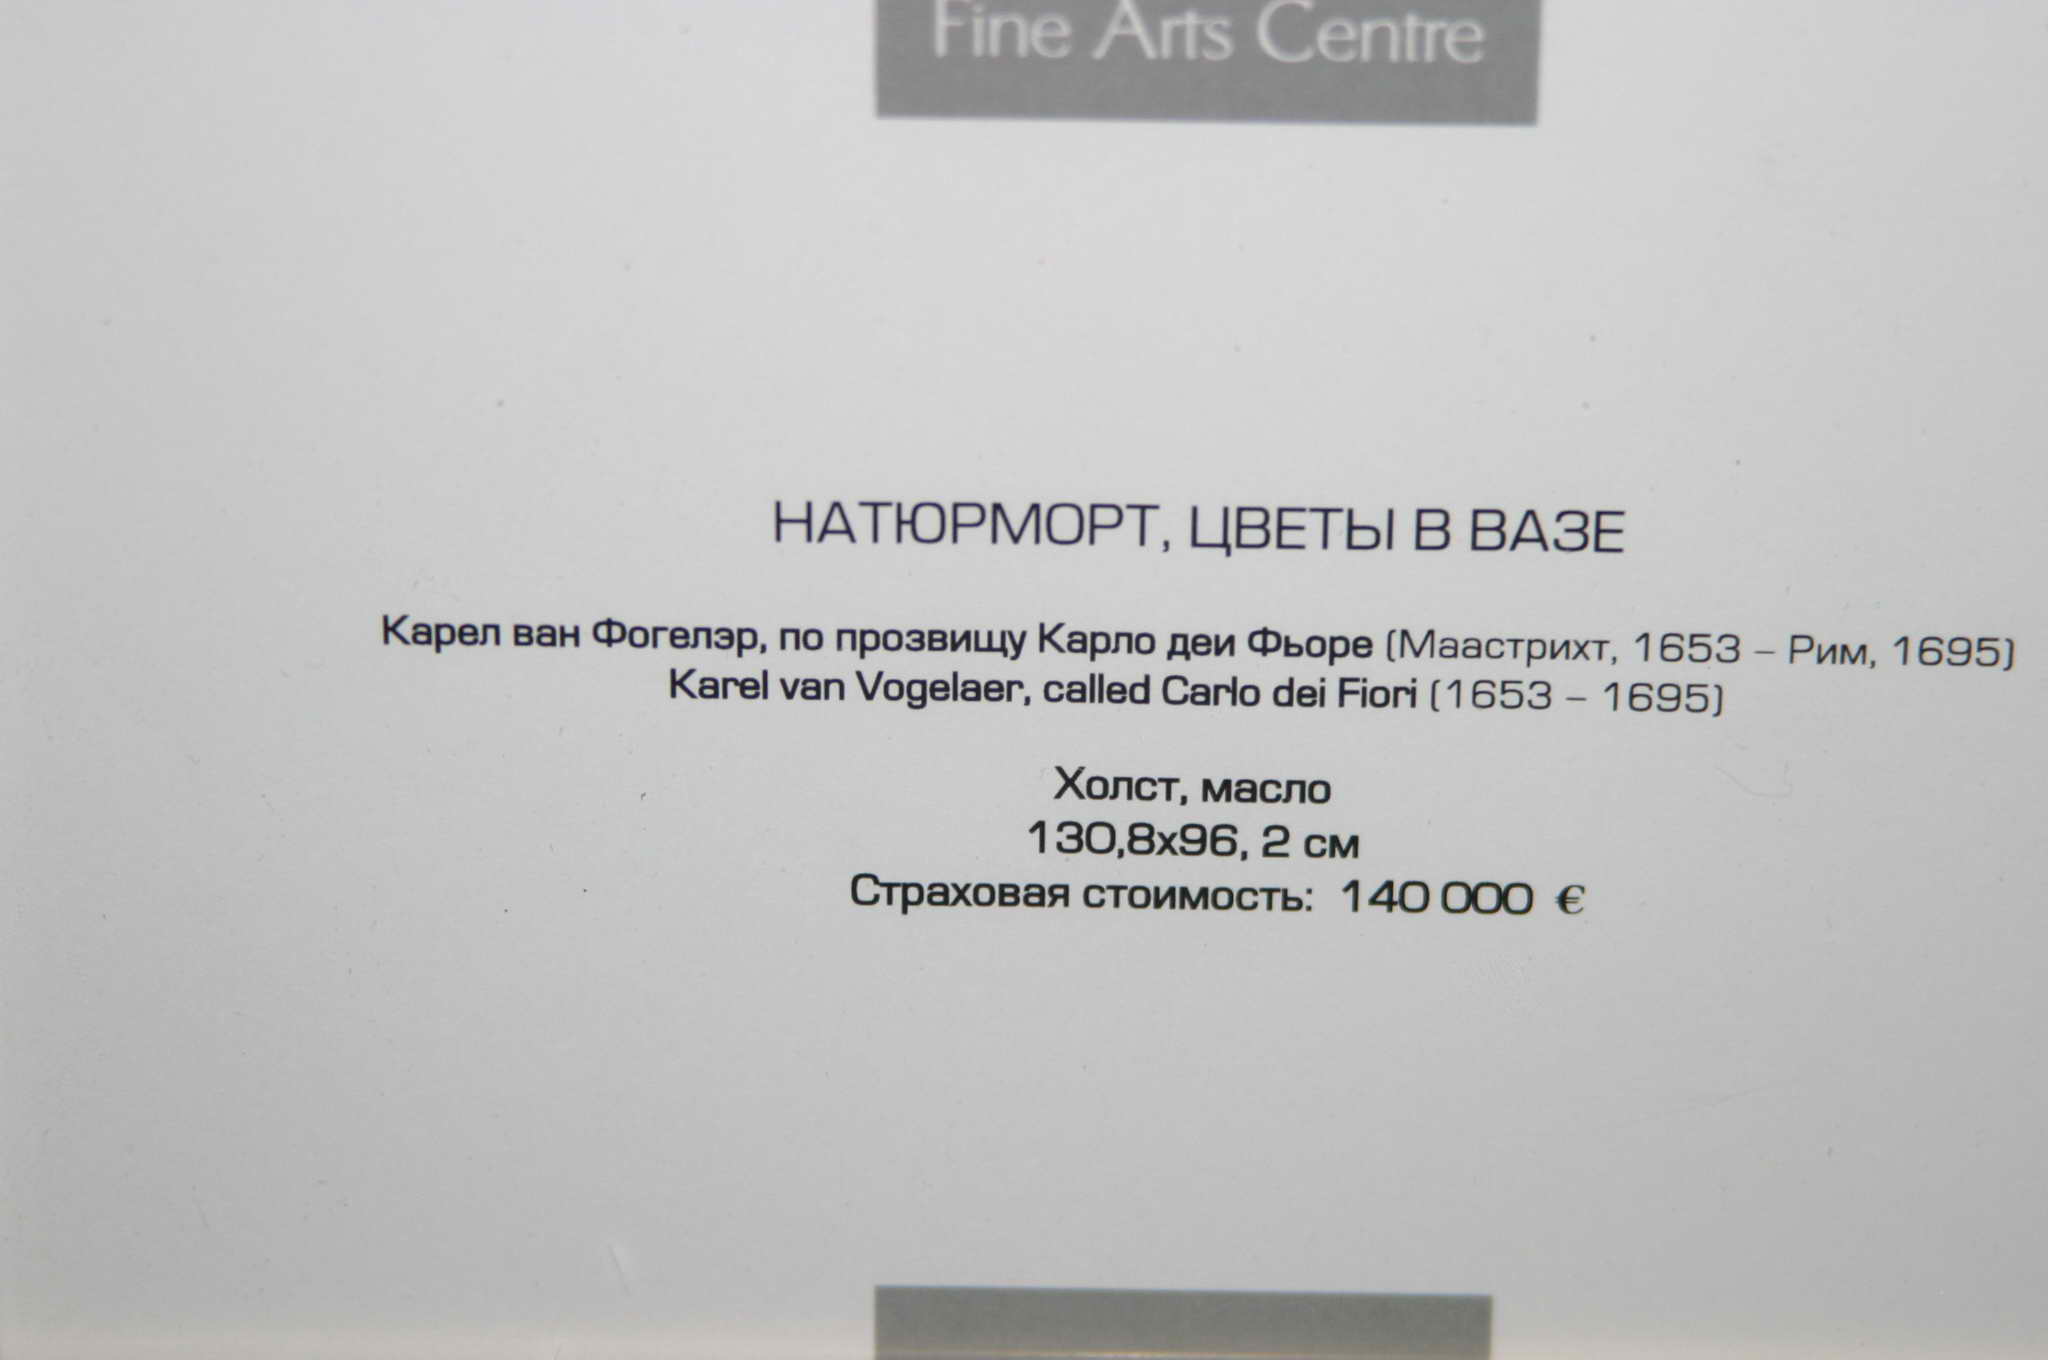 Fine Arts Centre
НАТЮРМОРТ, ЦВЕТЫ В ВАЗЕ
Карел ван Фогелэр, по прозвищу Карло деи Фьоре (Маастрихт, 1653 – Рим, 1695)
Karel van Vogelaer, called Carlo dei Fiori (1653 – 1695)
Холст, масло
130,8x96, 2 см
Страховая стоимость: 140 000 €